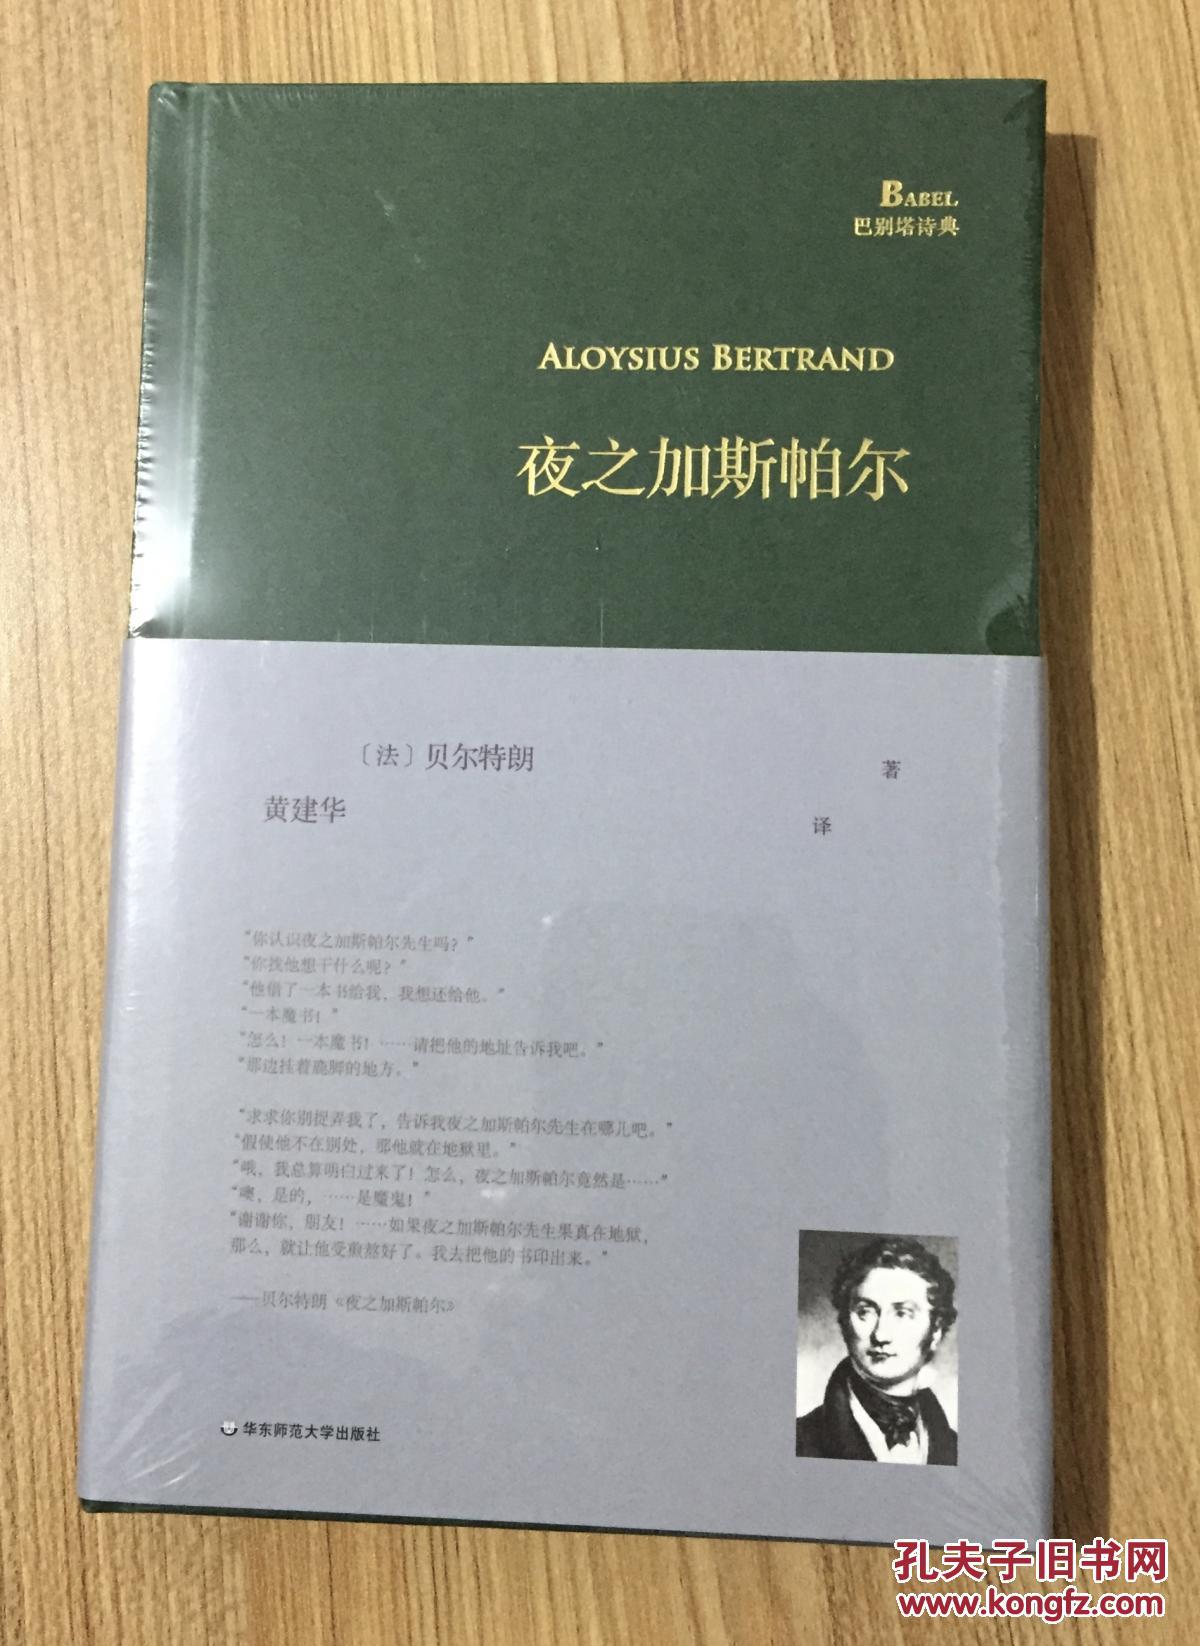 BABEL
巴别塔诗典
ALOYSIUS BERTRAND
夜之加斯帕尔
〔法〕贝尔特朗 著
黄建华 译
“你认识夜之加斯帕尔先生吗？”
“你找他想干什么呢？”
“他借了一本书给我，我想还给他。”
“一本魔书！”
“怎么！一本魔书！……请把他的地址告诉我吧。”
“那边挂着鹿脚的地方。”
“求求你别捉弄我了，告诉我夜之加斯帕尔先生在哪儿吧。”
“假使他不在别处，那他就在地狱里。”
“哦，我总算明白过来了！怎么，夜之加斯帕尔竟然是……”
“噢，是的，……是魔鬼！”
“谢谢你，朋友！……如果夜之加斯帕尔先生果真在地狱，
那么，就让他受煎熬好了。我去把他的书印出来。”
——贝尔特朗《夜之加斯帕尔》
华东师范大学出版社
孔夫子旧书网
www.kongfz.com